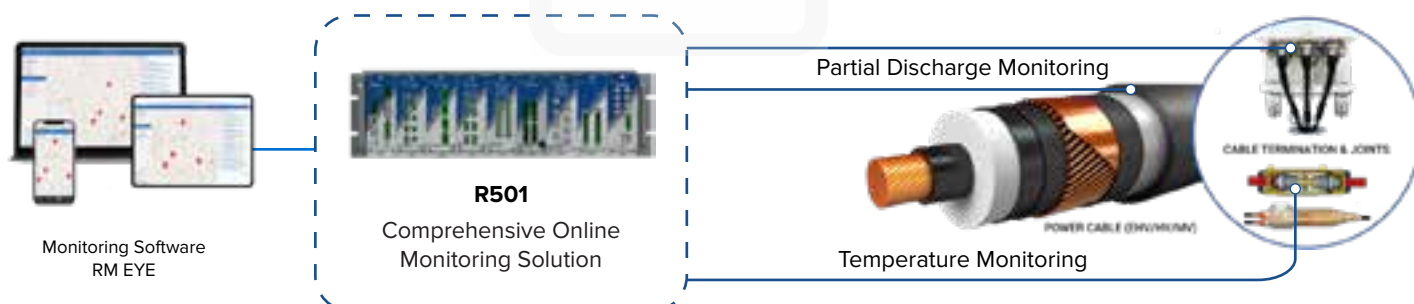 Monitoring Software
RM EYE
R501
Comprehensive Online
Monitoring Solution
Partial Discharge Monitoring
POWER CABLE (EHV/HV/MV)
Temperature Monitoring
CABLE TERMINATION & JOINTS